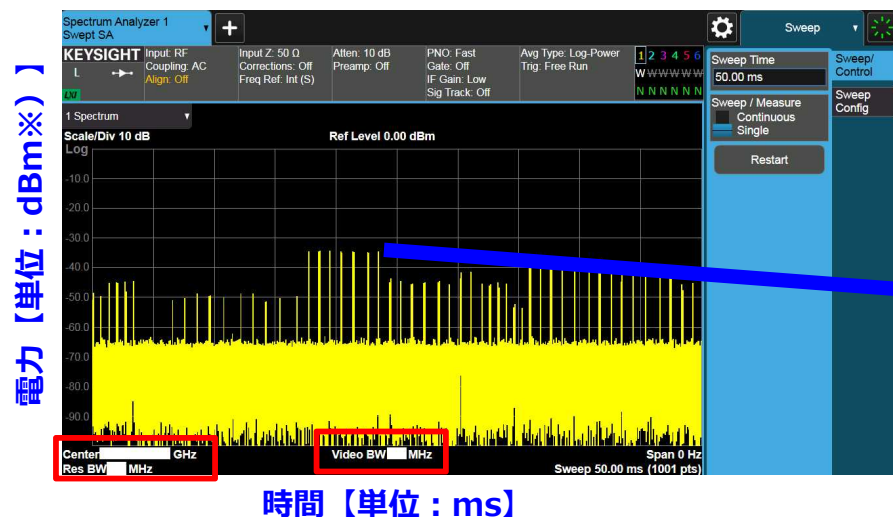 Spectrum Analyzer 1
Swept SA
Sweep
KEYSIGHT
L
LXI
Input: RF
Coupling: AC
Align: Off
Input Z: 50 Ω
Corrections: Off
Freq Ref: Int (S)
Atten: 10 dB
Preamp: Off
PNO: Fast
Gate: Off
IF Gain: Low
Sig Track: Off
Avg Type: Log-Power
Trig: Free Run
1 2 3 4 5 6
W W W W W W
N N N N N N
Sweep Time
50.00 ms
Sweep / Measure
Continuous
Single
Restart
Sweep/
Control
Sweep
Config
1 Spectrum
Scale/Div 10 dB
Ref Level 0.00 dBm
Log
-10.0
-20.0
-30.0
-40.0
-50.0
-60.0
-70.0
-80.0
-90.0
電力【単位:dBm※)】
Center GHz
Res BW MHz
Video BW MHz
Span 0 Hz
Sweep 50.00 ms (1001 pts)
時間【単位:ms】